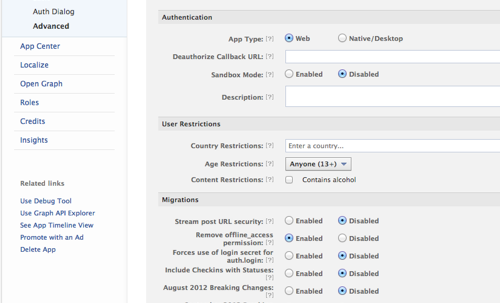 Auth Dialog
Advanced
App Center
Localize
Open Graph
Roles
Credits
Insights
Related links
Use Debug Tool
Use Graph API Explorer
See App Timeline View
Promote with an Ad
Delete App
Authentication
App Type: [?] Web Native/Desktop
Deauthorize Callback URL: [?]
Sandbox Mode: [?] Enabled Disabled
Description: [?]
User Restrictions
Country Restrictions: [?] Enter a country...
Age Restrictions: [?] Anyone (13+)
Content Restrictions: [?] Contains alcohol
Migrations
Stream post URL security: [?] Enabled Disabled
Remove offline_access
permission: [?] Enabled Disabled
Forces use of login secret for
auth.login: [?] Enabled Disabled
Include Checkins with Statuses:
[?] Enabled Disabled
August 2012 Breaking Changes:
[?] Enabled Disabled